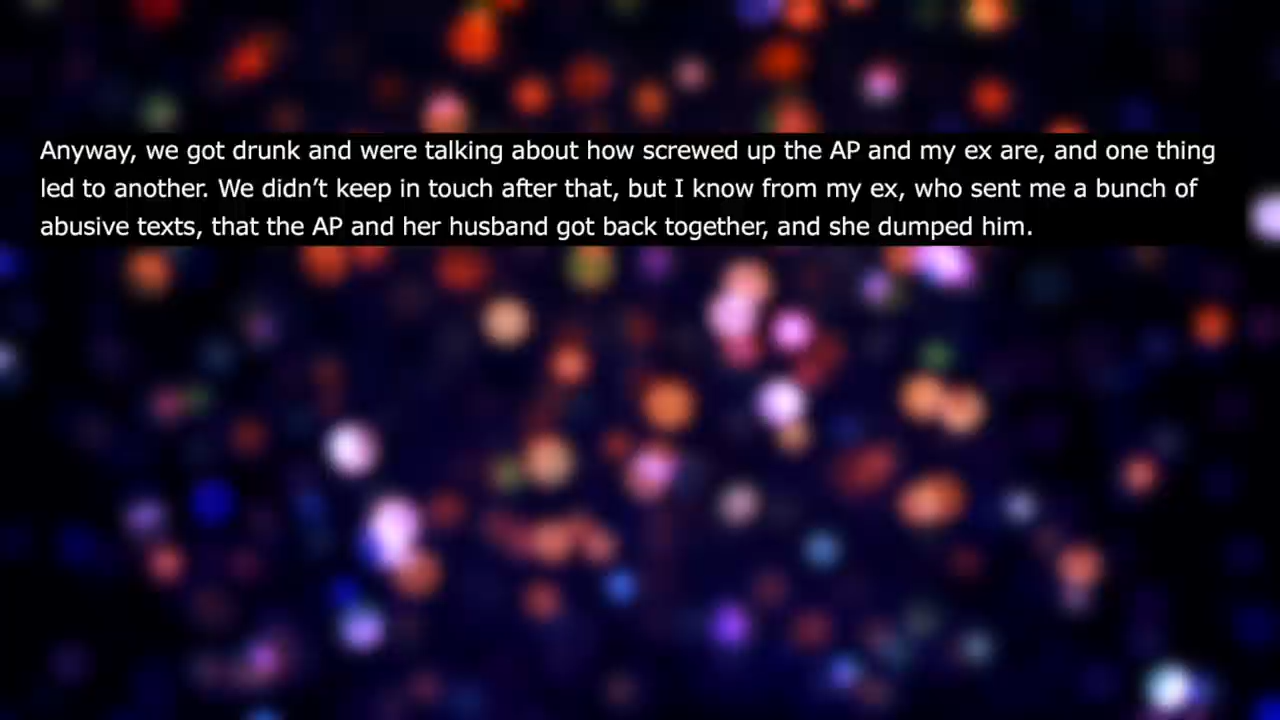 Anyway, we got drunk and were talking about how screwed up the AP and my ex are, and one thing
led to another. We didn’t keep in touch after that, but I know from my ex, who sent me a bunch of
abusive texts, that the AP and her husband got back together, and she dumped him.